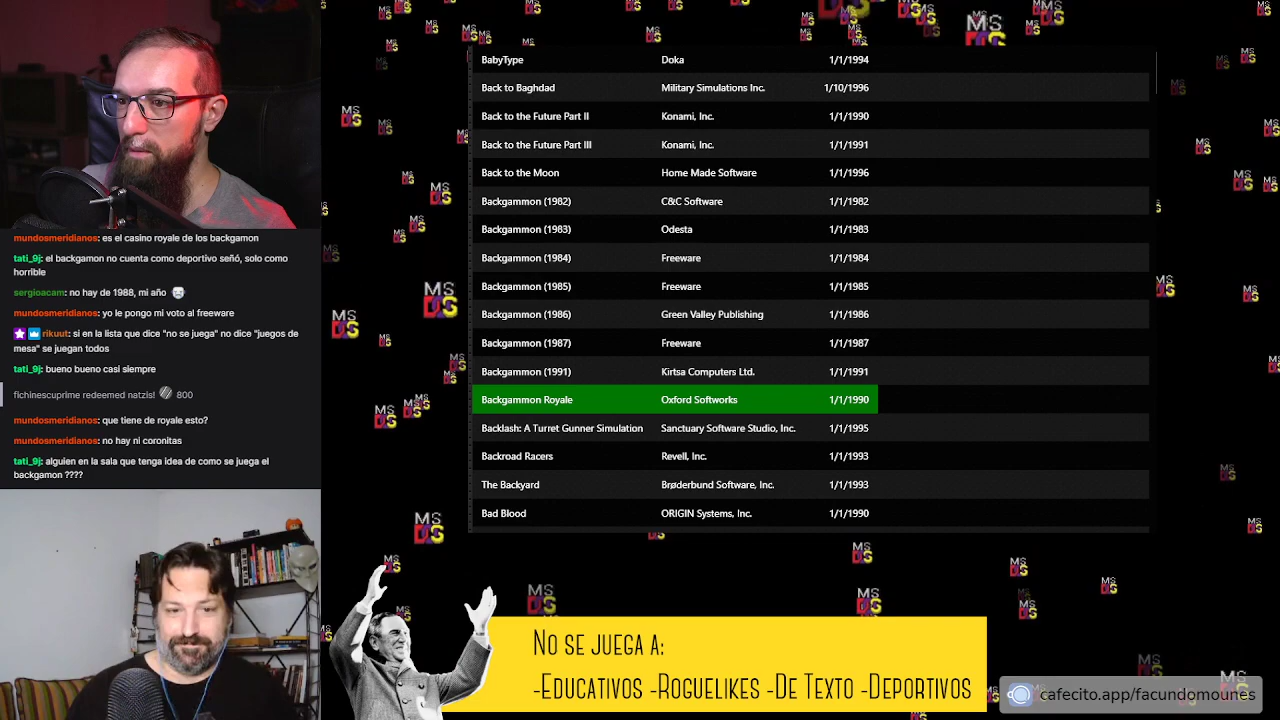 mundosmeridianos: es el casino royale de los backgamon
tati_9j: el backgamon no cuenta como deportivo señó, solo como
horrible
sergioacam: no hay de 1988, mi año
mundosmeridianos: yo le pongo mi voto al freeware
rikuut: si en la lista que dice "no se juega" no dice "juegos de
mesa" se juegan todos
tati_9j: bueno bueno casi siempre
fichinescuprime redeemed natzis! 800
mundosmeridianos: que tiene de royale esto?
mundosmeridianos: no hay ni coronitas
tati_9j: alguien en la sala que tenga idea de como se juega el
backgamon ????
BabyType Doka 1/1/1994
Back to Baghdad Military Simulations Inc. 1/10/1996
Back to the Future Part II Konami, Inc. 1/1/1990
Back to the Future Part III Konami, Inc. 1/1/1991
Back to the Moon Home Made Software 1/1/1996
Backgammon (1982) C&C Software 1/1/1982
Backgammon (1983) Odesta 1/1/1983
Backgammon (1984) Freeware 1/1/1984
Backgammon (1985) Freeware 1/1/1985
Backgammon (1986) Green Valley Publishing 1/1/1986
Backgammon (1987) Freeware 1/1/1987
Backgammon (1991) Kirtsa Computers Ltd. 1/1/1991
Backgammon Royale Oxford Softworks 1/1/1990
Backlash: A Turret Gunner Simulation Sanctuary Software Studio, Inc. 1/1/1995
Backroad Racers Revell, Inc. 1/1/1993
The Backyard Brøderbund Software, Inc. 1/1/1993
Bad Blood ORIGIN Systems, Inc. 1/1/1990
MS
DOS
No se juega a:
-Educativos -Roguelikes -De Texto -Deportivos
cafecito.app/facundomounes